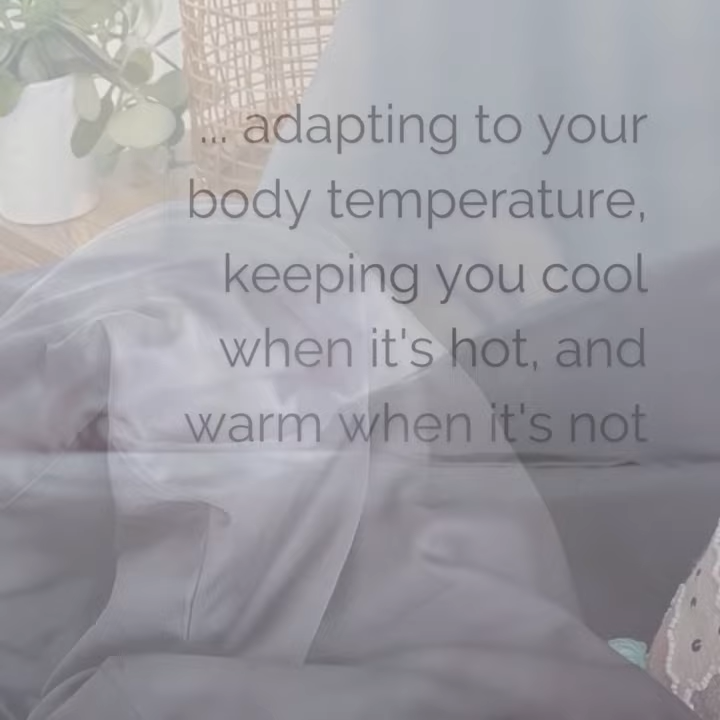 ... adapting to your
body temperature,
keeping you cool
when it's hot, and
warm when it's not